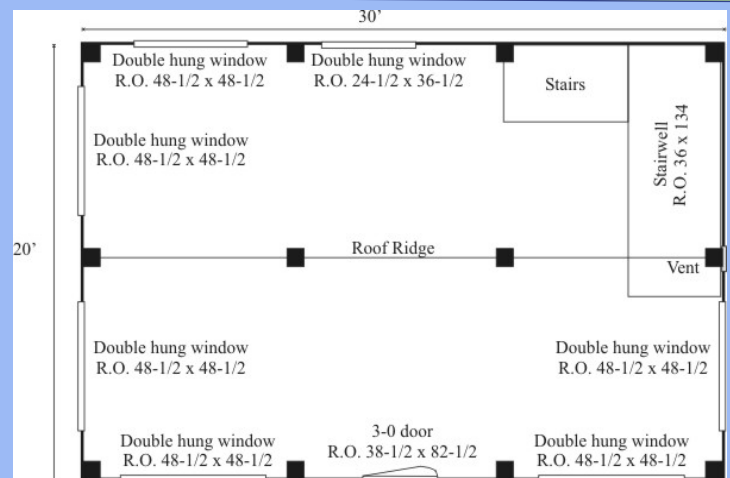 30’
Double hung window
R.O. 48-1/2 x 48-1/2
Double hung window
R.O. 24-1/2 x 36-1/2
Stairs
Double hung window
R.O. 48-1/2 x 48-1/2
Stairwell
R.O. 36 x 134
20’
Roof Ridge
Vent
Double hung window
R.O. 48-1/2 x 48-1/2
Double hung window
R.O. 48-1/2 x 48-1/2
Double hung window
R.O. 48-1/2 x 48-1/2
3-0 door
R.O. 38-1/2 x 82-1/2
Double hung window
R.O. 48-1/2 x 48-1/2